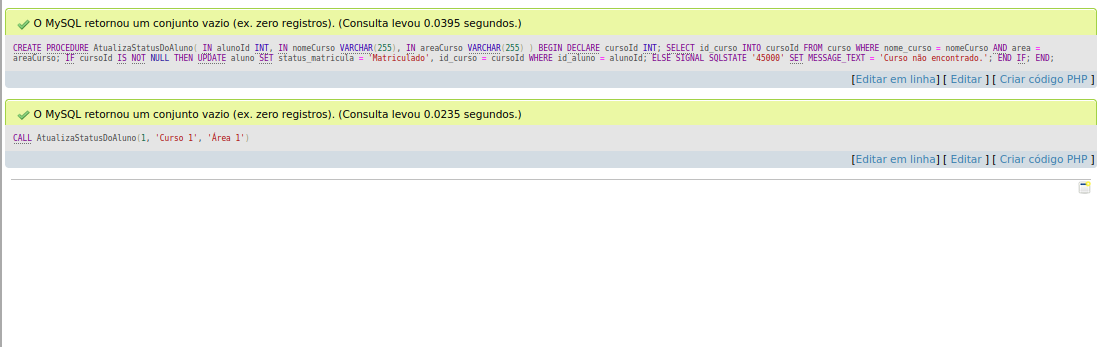 O MySQL retornou um conjunto vazio (ex. zero registros). (Consulta levou 0.0395 segundos.)
CREATE PROCEDURE AtualizaStatusDoAluno( IN alunoId INT, IN nomeCurso VARCHAR(255), IN areaCurso VARCHAR(255) ) BEGIN DECLARE cursoId INT; SELECT id_curso INTO cursoId FROM curso WHERE nome_curso = nomeCurso AND area =
areaCurso; IF cursoId IS NOT NULL THEN UPDATE aluno SET status_matricula = 'Matriculado', id_curso = cursoId WHERE id_aluno = alunoId; ELSE SIGNAL SQLSTATE '45000' SET MESSAGE_TEXT = 'Curso não encontrado.'; END IF; END;
[Editar em linha] [ Editar ] [ Criar código PHP ]
O MySQL retornou um conjunto vazio (ex. zero registros). (Consulta levou 0.0235 segundos.)
CALL AtualizaStatusDoAluno(1, 'Curso 1', 'Área 1')
[Editar em linha] [ Editar ] [ Criar código PHP ]